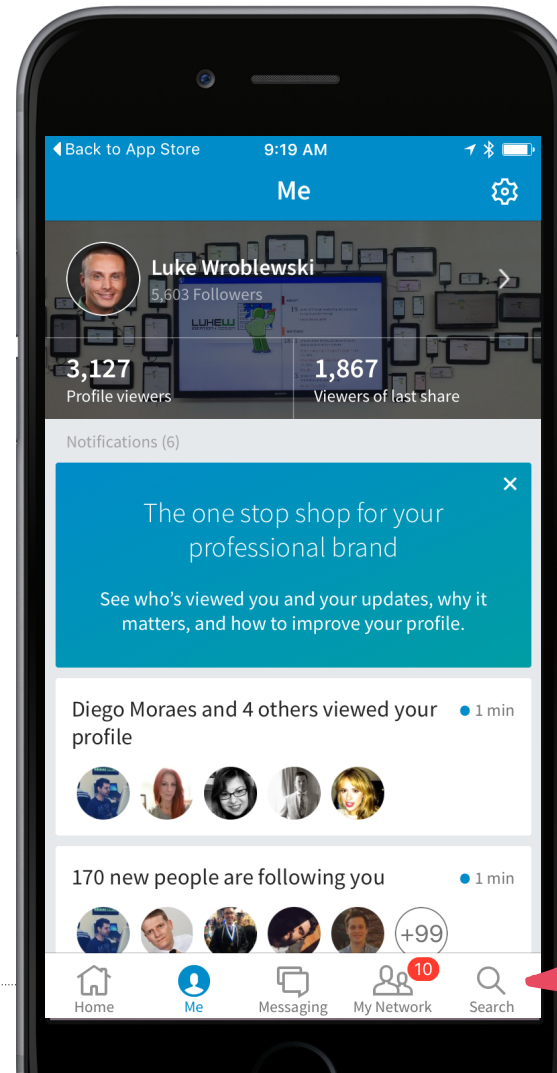 Back to App Store
9:19 AM
Me
Luke Wroblewski
5,603 Followers
LUKEW
3,127
Profile viewers
1,867
Viewers of last share
Notifications (6)
The one stop shop for your
professional brand
See who's viewed you and your updates, why it
matters, and how to improve your profile.
Diego Moraes and 4 others viewed your
profile
1 min
170 new people are following you
1 min
+99
10
Home
Me
Messaging
My Network
Search